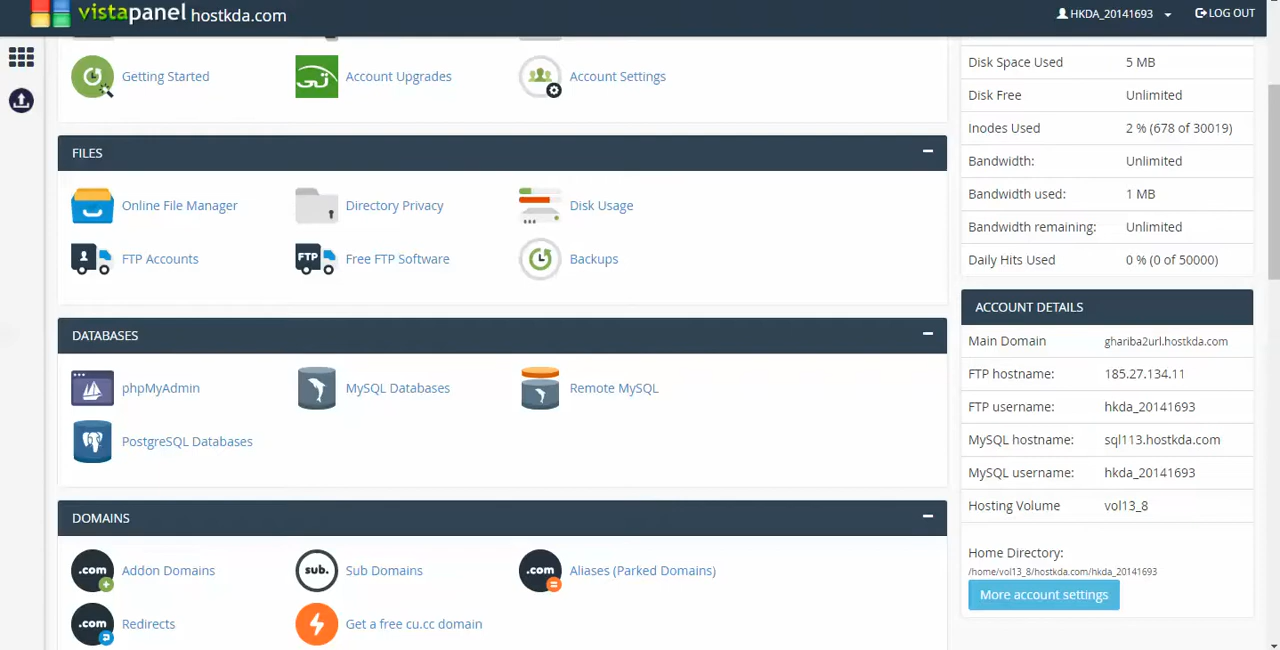 vistapanel hostkda.com
HKDA_20141693
LOG OUT
Getting Started
Account Upgrades
Account Settings
FILES
Online File Manager
Directory Privacy
Disk Usage
FTP Accounts
FTP
Free FTP Software
Backups
DATABASES
phpMyAdmin
MySQL Databases
Remote MySQL
PostgreSQL Databases
DOMAINS
.com
Addon Domains
sub.
Sub Domains
.com
Aliases (Parked Domains)
.com
Redirects
Get a free cu.cc domain
Disk Space Used 5 MB
Disk Free Unlimited
Inodes Used 2 % (678 of 30019)
Bandwidth: Unlimited
Bandwidth used: 1 MB
Bandwidth remaining: Unlimited
Daily Hits Used 0 % (0 of 50000)
ACCOUNT DETAILS
Main Domain ghariba2url.hostkda.com
FTP hostname: 185.27.134.11
FTP username: hkda_20141693
MySQL hostname: sql113.hostkda.com
MySQL username: hkda_20141693
Hosting Volume vol13_8
Home Directory:
/home/vol13_8/hostkda.com/hkda_20141693
More account settings